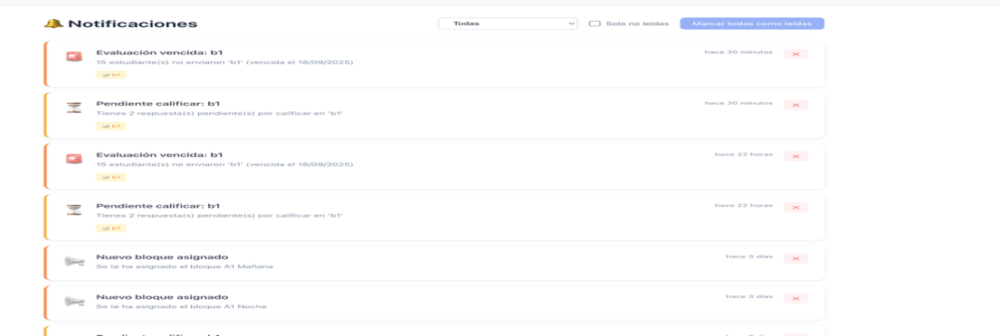 Notificaciones
Todas
Solo no leídas
Marcar todas como leídas
Evaluación vencida: b1
hace 30 minutos
15 estudiante(s) no enviaron 'b1' (vencida el 18/09/2025)
b1
Pendiente calificar: b1
hace 30 minutos
Tienes 2 respuesta(s) pendiente(s) por calificar en 'b1'
b1
Evaluación vencida: b1
hace 22 horas
15 estudiante(s) no enviaron 'b1' (vencida el 18/09/2025)
b1
Pendiente calificar: b1
hace 22 horas
Tienes 2 respuesta(s) pendiente(s) por calificar en 'b1'
b1
Nuevo bloque asignado
hace 3 días
Se te ha asignado el bloque A1 Mañana
Nuevo bloque asignado
hace 3 días
Se te ha asignado el bloque A1 Noche